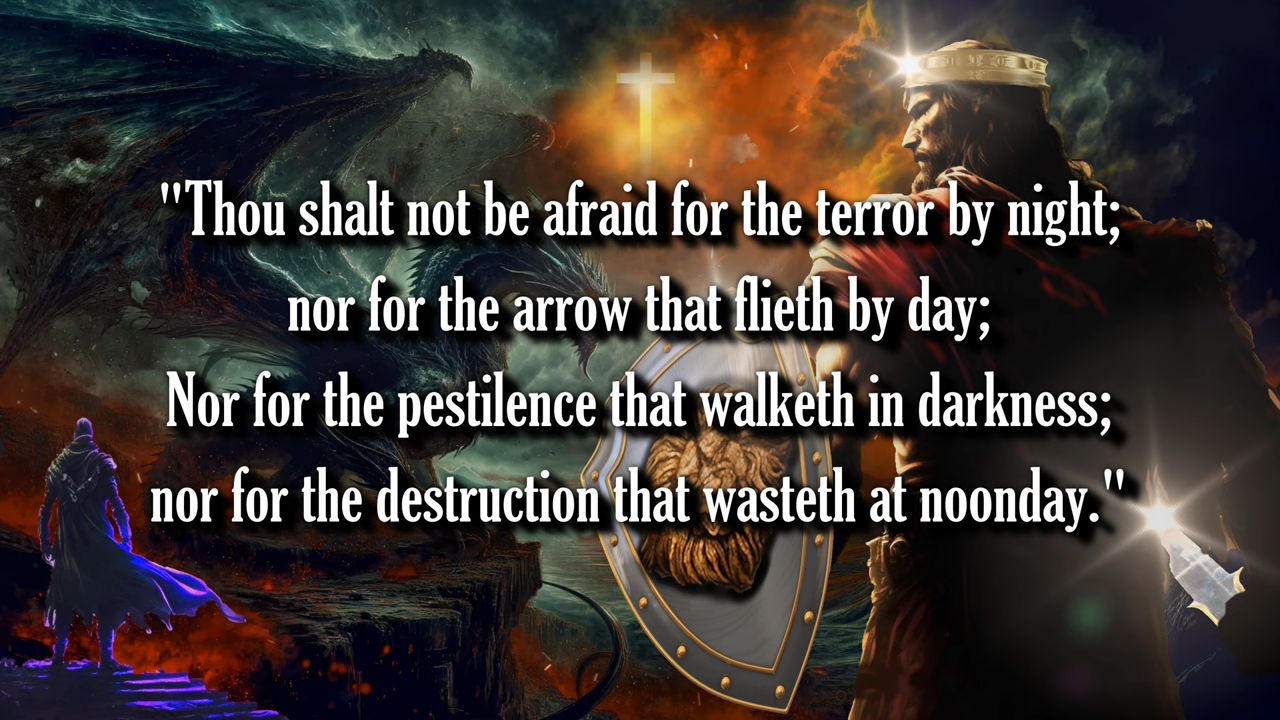 "Thou shalt not be afraid for the terror by night;
nor for the arrow that flieth by day;
Nor for the pestilence that walketh in darkness;
nor for the destruction that wasteth at noonday."